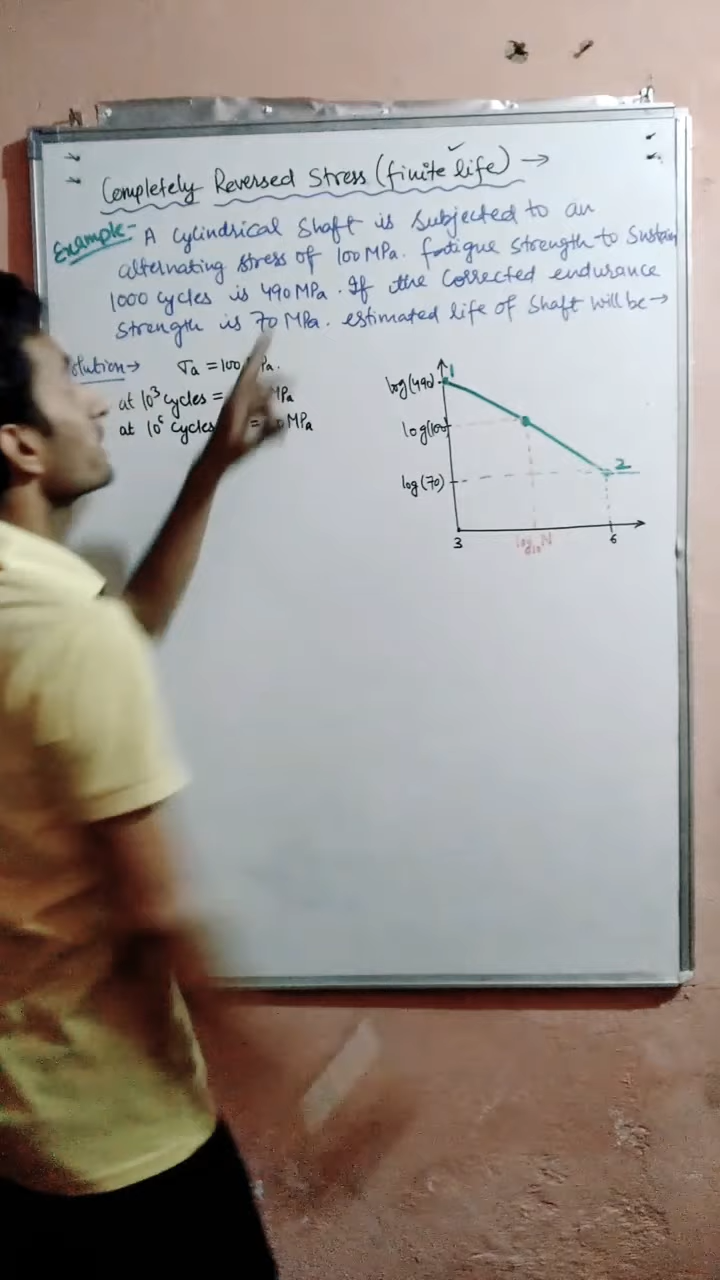 Completely Reversed Stress (finite life) →
Example- A cylindrical shaft is subjected to an
alternating stress of 100 MPa. fatigue strength to sustain
1000 cycles is 490 MPa. If the corrected endurance
strength is 70 MPa. estimated life of shaft will be →
olution→ σa = 100 Pa.
at 10³ cycles = MPa
at 10⁶ cycles = 0 MPa
log(490) 1
log(100)
log(70) 2
3 log₁₀N 6